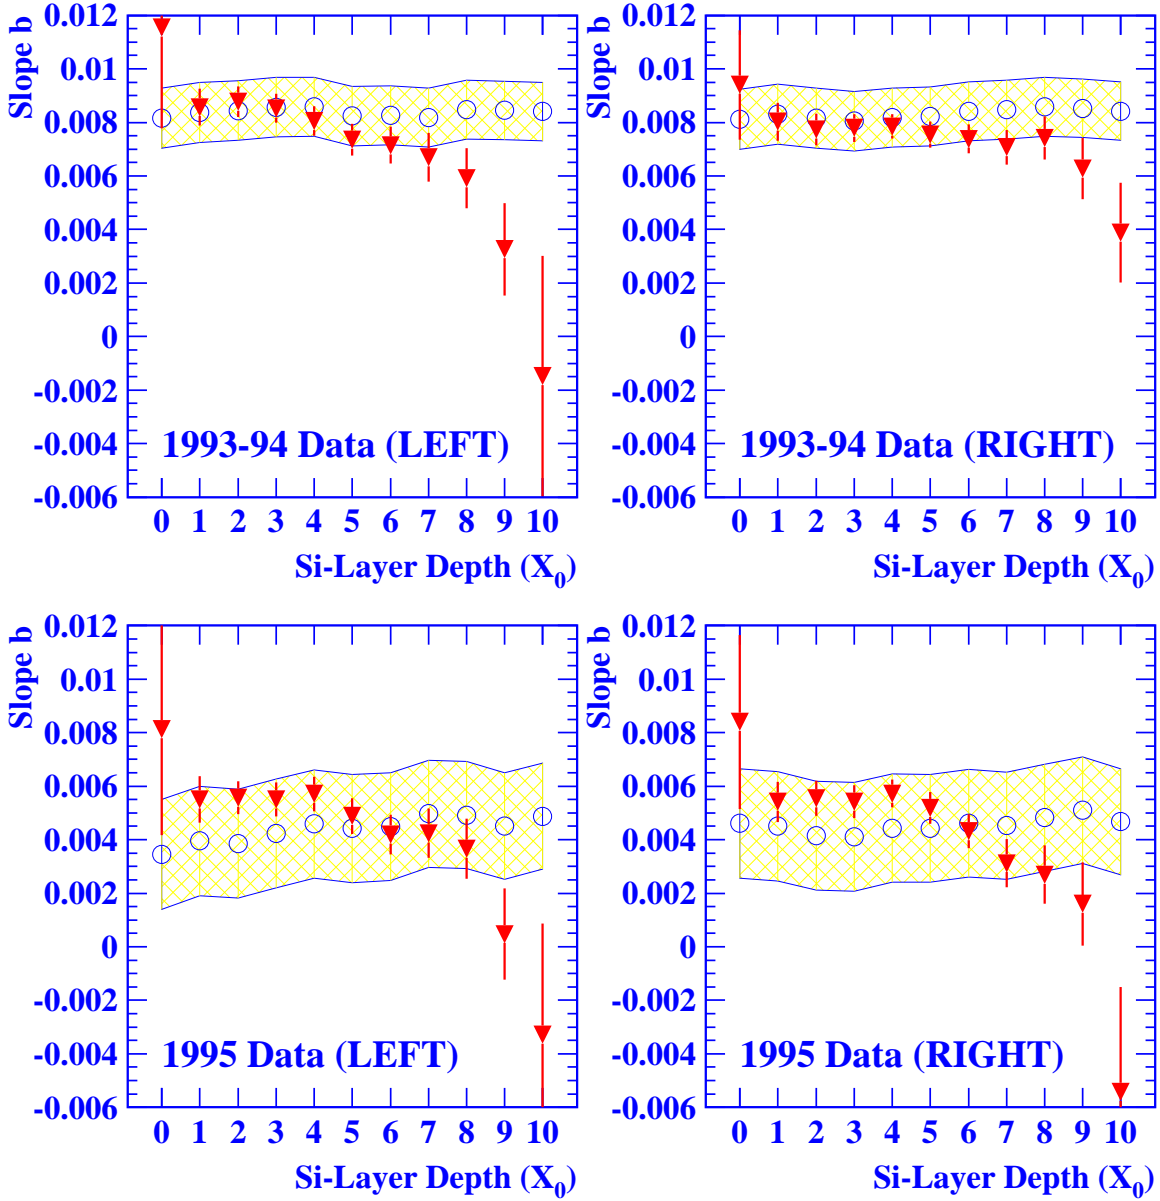 Slope b
0.012
0.01
0.008
0.006
0.004
0.002
0
-0.002
-0.004
-0.006
1993-94 Data (LEFT)
0 1 2 3 4 5 6 7 8 9 10
Si-Layer Depth (X0)
Slope b
0.012
0.01
0.008
0.006
0.004
0.002
0
-0.002
-0.004
-0.006
1993-94 Data (RIGHT)
0 1 2 3 4 5 6 7 8 9 10
Si-Layer Depth (X0)
Slope b
0.012
0.01
0.008
0.006
0.004
0.002
0
-0.002
-0.004
-0.006
1995 Data (LEFT)
0 1 2 3 4 5 6 7 8 9 10
Si-Layer Depth (X0)
Slope b
0.012
0.01
0.008
0.006
0.004
0.002
0
-0.002
-0.004
-0.006
1995 Data (RIGHT)
0 1 2 3 4 5 6 7 8 9 10
Si-Layer Depth (X0)